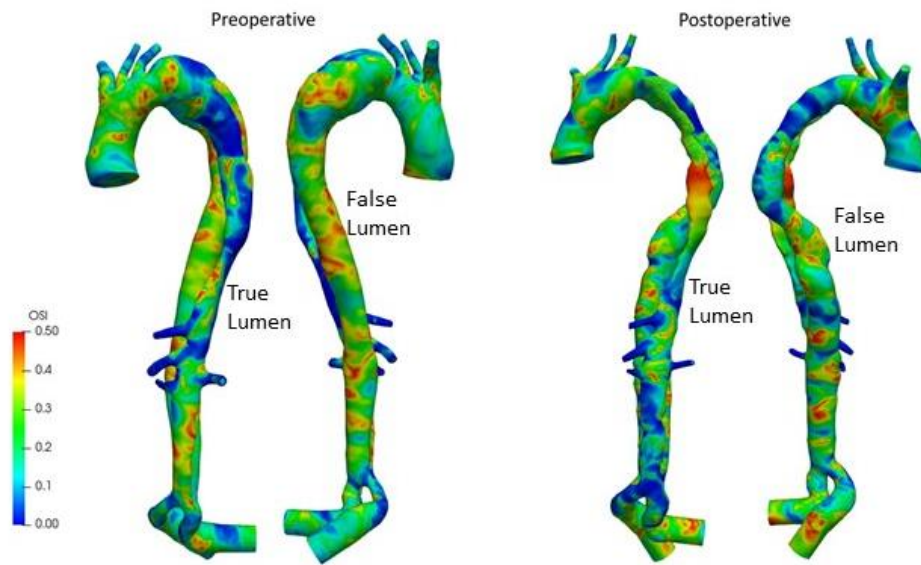 Preoperative
Postoperative
False
Lumen
True
Lumen
False
Lumen
True
Lumen
OSI
0.50
0.4
0.3
0.2
0.1
0.00